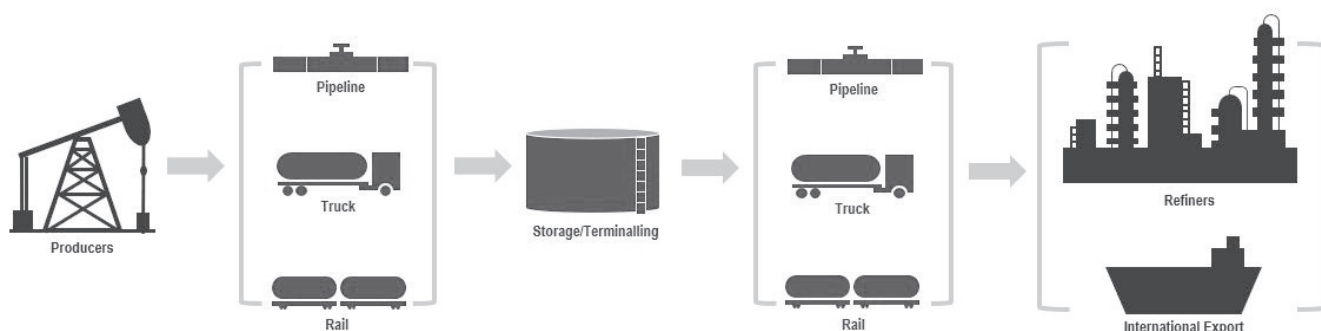 Producers
Pipeline
Truck
Rail
Storage/Terminalling
Pipeline
Truck
Rail
Refiners
International Export